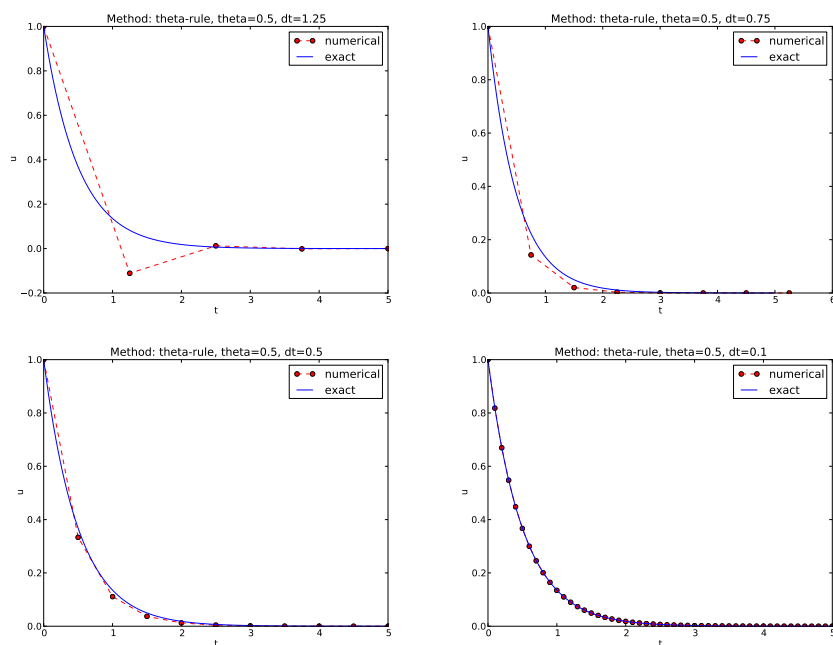 Method: theta-rule, theta=0.5, dt=1.25
1.0
0.8
0.6
0.4
0.2
0.0
−0.2
u
0 1 2 3 4 5
t
numerical
exact
Method: theta-rule, theta=0.5, dt=0.75
1.0
0.8
0.6
0.4
0.2
0.0
u
0 1 2 3 4 5 6
t
numerical
exact
Method: theta-rule, theta=0.5, dt=0.5
1.0
0.8
0.6
0.4
0.2
0.0
u
0 1 2 3 4 5
t
numerical
exact
Method: theta-rule, theta=0.5, dt=0.1
1.0
0.8
0.6
0.4
0.2
0.0
u
0 1 2 3 4 5
t
numerical
exact